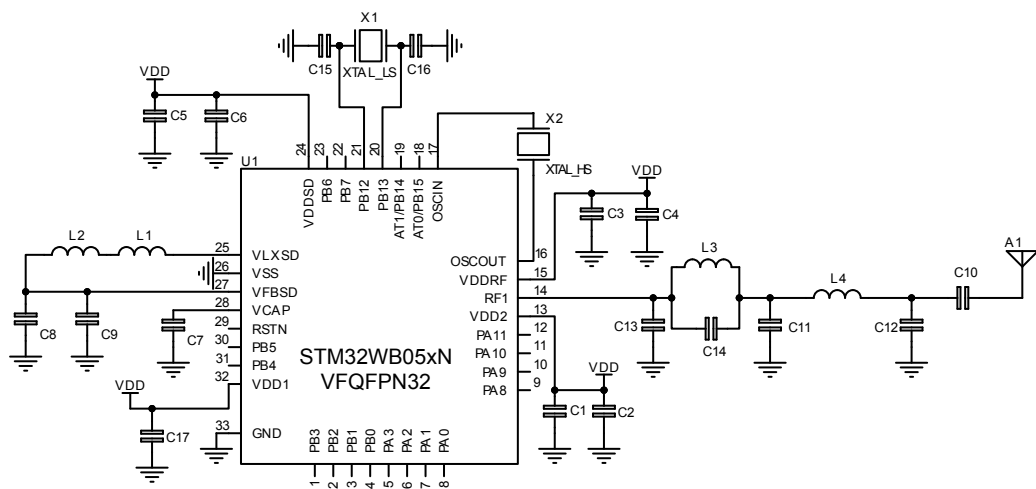 X1
C15
C16
XTAL_LS
VDD
C5
C6
X2
XTAL_HS
24
23
22
21
20
19
18
17
U1
VDDSD
PB6
PB7
PB12
PB13
AT1/PB14
AT0/PB15
OSCIN
VDD
C3
C4
L2
L1
25
VLXSD
26
VSS
27
VFBSD
28
VCAP
29
RSTN
30
PB5
31
PB4
32
VDD1
33
GND
OSCOUT
16
VDDRF
15
RF1
14
VDD2
13
PA11
12
PA10
11
PA9
10
PA8
9
STM32WB05xN
VFQFPN32
C8
C9
C7
VDD
C17
L3
C13
C14
C11
L4
C12
C10
A1
VDD
C1
C2
PB3
PB2
PB1
PB0
PA3
PA2
PA1
PA0
1
2
3
4
5
6
7
8